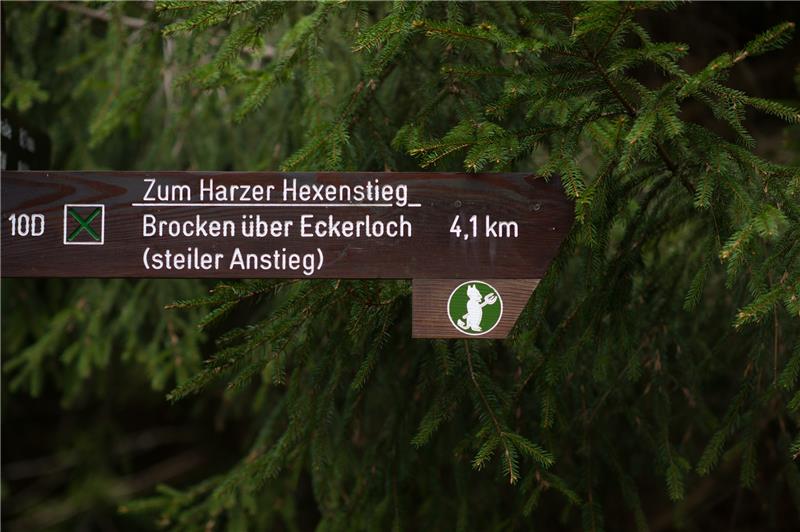 Zum Harzer Hexenstieg
10D Brocken über Eckerloch 4,1 km
(steiler Anstieg)